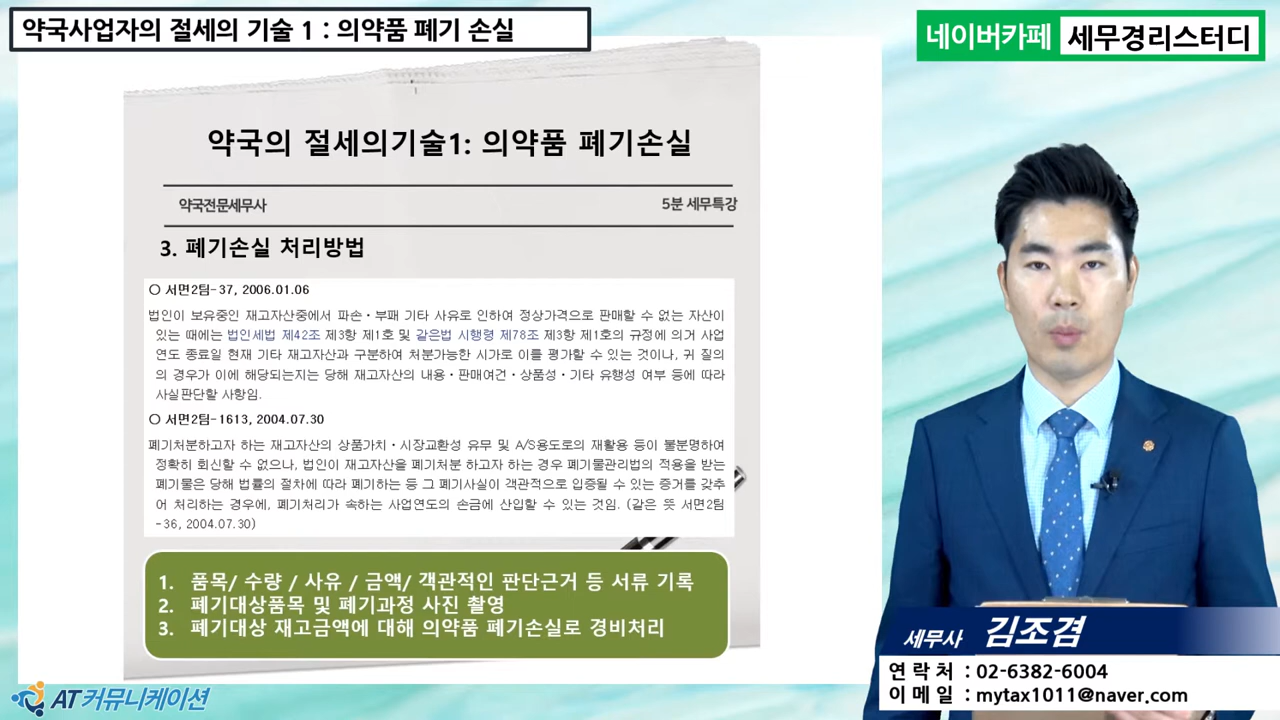 약국사업자의 절세의 기술 1 : 의약품 폐기 손실
네이버카페 세무경리스터디
약국의 절세의기술1: 의약품 폐기손실
약국전문세무사
5분 세무특강
3. 폐기손실 처리방법
○ 서면2팀-37, 2006.01.06
법인이 보유중인 재고자산중에서 파손·부패 기타 사유로 인하여 정상가격으로 판매할 수 없는 자산이
있는 때에는 법인세법 제42조 제3항 제1호 및 같은법 시행령 제78조 제3항 제1호의 규정에 의거 사업
연도 종료일 현재 기타 재고자산과 구분하여 처분가능한 시가로 이를 평가할 수 있는 것이나, 귀 질의
의 경우가 이에 해당되는지는 당해 재고자산의 내용·판매여건·상품성·기타 유행성 여부 등에 따라
사실판단할 사항임.
○ 서면2팀-1613, 2004.07.30
폐기처분하고자 하는 재고자산의 상품가치·시장교환성 유무 및 A/S용도로의 재활용 등이 불분명하여
정확히 회신할 수 없으나, 법인이 재고자산을 폐기처분 하고자 하는 경우 폐기물관리법의 적용을 받는
폐기물은 당해 법률의 절차에 따라 폐기하는 등 그 폐기사실이 객관적으로 입증될 수 있는 증거를 갖추
어 처리하는 경우에, 폐기처리가 속하는 사업연도의 손금에 산입할 수 있는 것임. (같은 뜻 서면2팀
-36, 2004.07.30)
1. 품목/ 수량 / 사유 / 금액/ 객관적인 판단근거 등 서류 기록
2. 폐기대상품목 및 폐기과정 사진 촬영
3. 폐기대상 재고금액에 대해 의약품 폐기손실로 경비처리
세무사 김조겸
연락처 : 02-6382-6004
이메일 : mytax1011@naver.com
AT커뮤니케이션